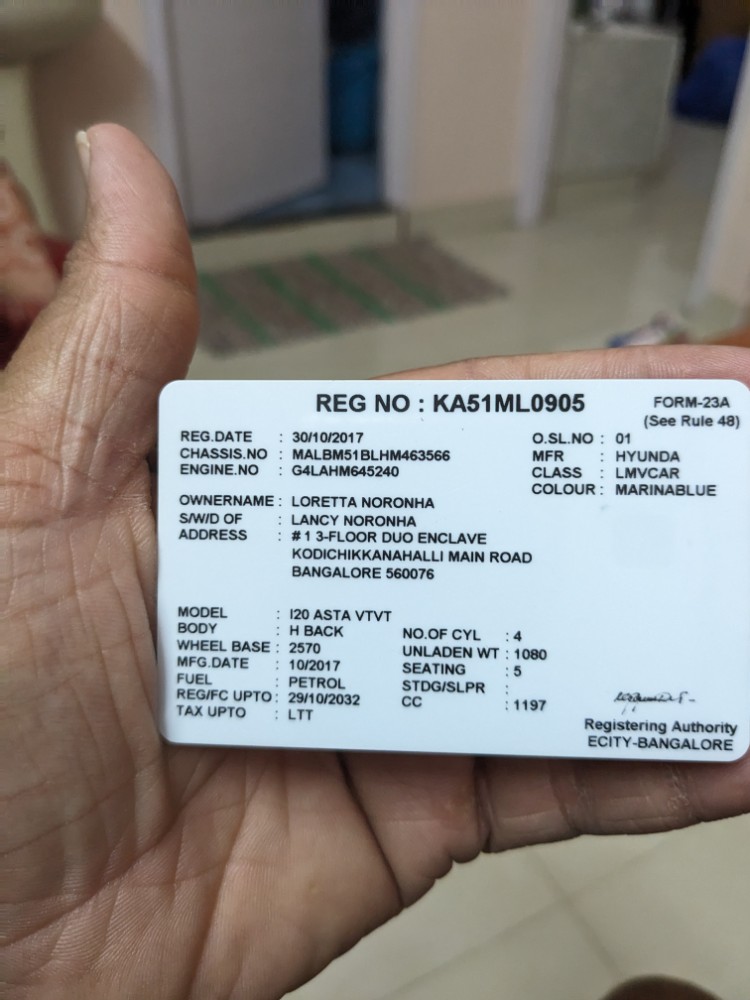 REG NO : KA51ML0905
FORM-23A
(See Rule 48)
REG.DATE : 30/10/2017
CHASSIS.NO : MALBM51BLHM463566
ENGINE.NO : G4LAHM645240
O.SL.NO : 01
MFR : HYUNDA
CLASS : LMVCAR
COLOUR : MARINABLUE
OWNERNAME : LORETTA NORONHA
S/W/D OF : LANCY NORONHA
ADDRESS : # 1 3-FLOOR DUO ENCLAVE
KODICHIKKANAHALLI MAIN ROAD
BANGALORE 560076
MODEL : I20 ASTA VTVT
BODY : H BACK
WHEEL BASE : 2570
MFG.DATE : 10/2017
FUEL : PETROL
REG/FC UPTO : 29/10/2032
TAX UPTO : LTT
NO.OF CYL : 4
UNLADEN WT : 1080
SEATING : 5
STDG/SLPR :
CC : 1197
Registering Authority
ECITY-BANGALORE